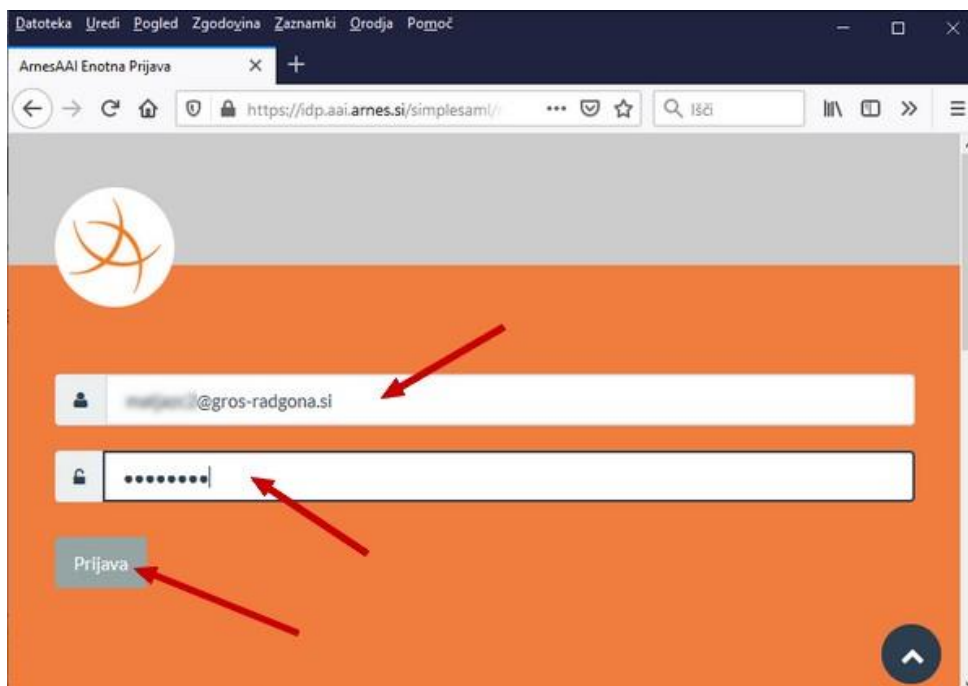 Datoteka Uredi Pogled Zgodovina Zaznamki Orodja Pomoč
ArnesAAI Enotna Prijava
https://idp.aai.arnes.si/simplesaml/
Išči
@gros-radgona.si
Prijava